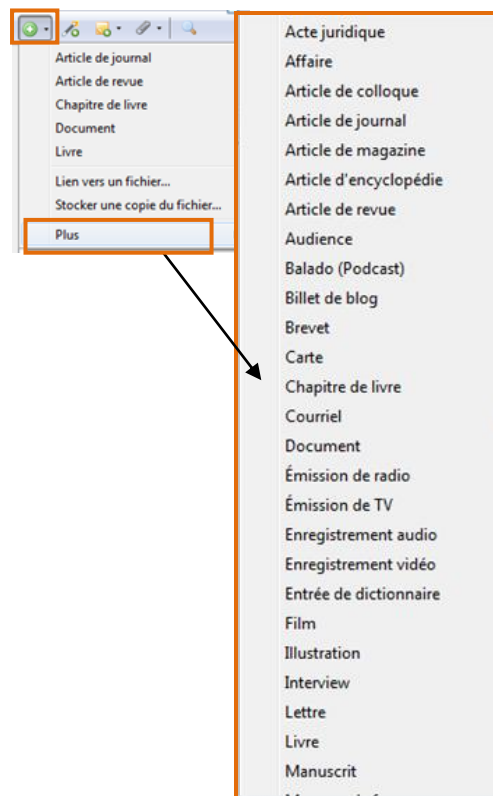 Article de journal
Article de revue
Chapitre de livre
Document
Livre
Lien vers un fichier...
Stocker une copie du fichier...
Plus
Acte juridique
Affaire
Article de colloque
Article de journal
Article de magazine
Article d'encyclopédie
Article de revue
Audience
Balado (Podcast)
Billet de blog
Brevet
Carte
Chapitre de livre
Courriel
Document
Émission de radio
Émission de TV
Enregistrement audio
Enregistrement vidéo
Entrée de dictionnaire
Film
Illustration
Interview
Lettre
Livre
Manuscrit